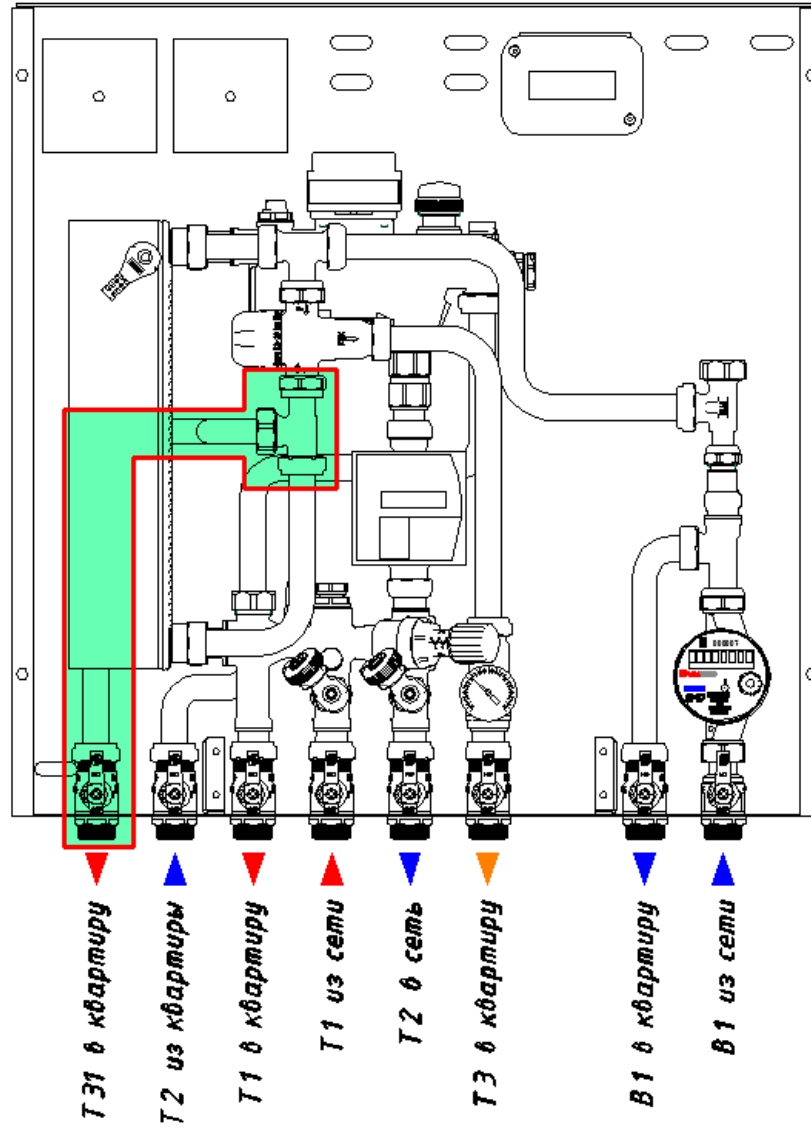 Т31 в квартиру
Т2 из квартиры
Т1 в квартиру
Т1 из сети
Т2 в сеть
Т3 в квартиру
В1 в квартиру
В1 из сети